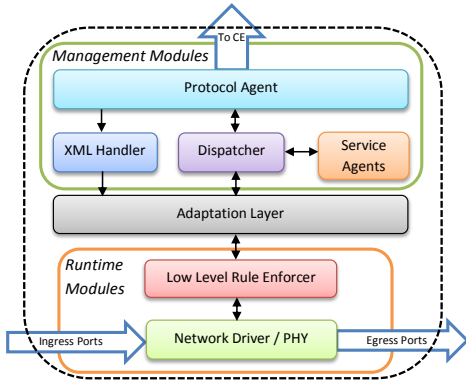 To CE
Management Modules
Protocol Agent
XML Handler
Dispatcher
Service
Agents
Adaptation Layer
Runtime
Modules
Low Level Rule Enforcer
Ingress Ports
Network Driver / PHY
Egress Ports